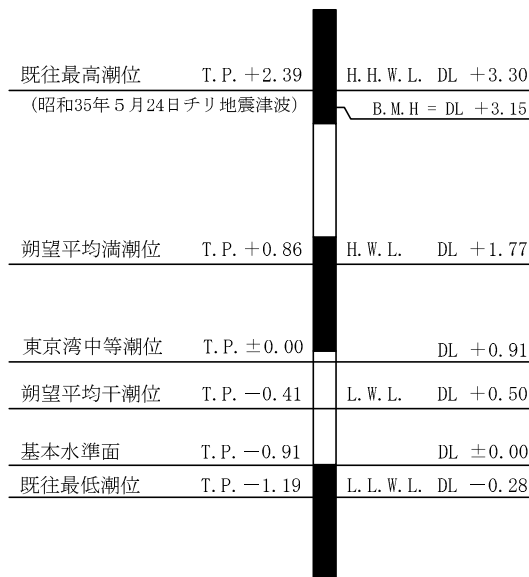 既往最高潮位 T.P.+2.39 H.H.W.L. DL +3.30
(昭和35年5月24日チリ地震津波) B.M.H = DL +3.15
朔望平均満潮位 T.P.+0.86 H.W.L. DL +1.77
東京湾中等潮位 T.P.±0.00 DL +0.91
朔望平均干潮位 T.P.-0.41 L.W.L. DL +0.50
基本水準面 T.P.-0.91 DL ±0.00
既往最低潮位 T.P.-1.19 L.L.W.L. DL -0.28